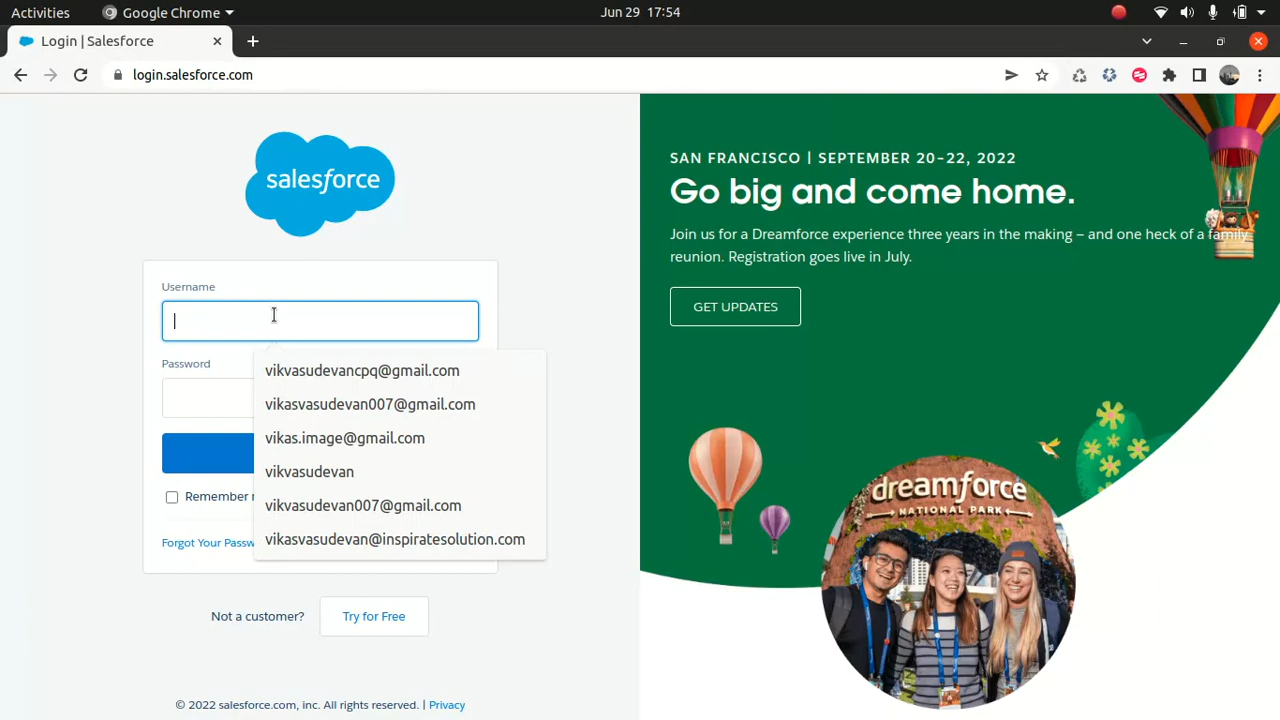 Activities
Google Chrome
Jun 29 17:54
Login | Salesforce
login.salesforce.com
salesforce
Username
Password
vikvasudevancpq@gmail.com
vikasvasudevan007@gmail.com
vikas.image@gmail.com
vikvasudevan
vikvasudevan007@gmail.com
vikasvasudevan@inspiratesolution.com
Remember
Forgot Your Passw
Not a customer?
Try for Free
© 2022 salesforce.com, inc. All rights reserved. | Privacy
SAN FRANCISCO | SEPTEMBER 20–22, 2022
Go big and come home.
Join us for a Dreamforce experience three years in the making – and one heck of a family
reunion. Registration goes live in July.
GET UPDATES
dreamforce
NATIONAL PARK